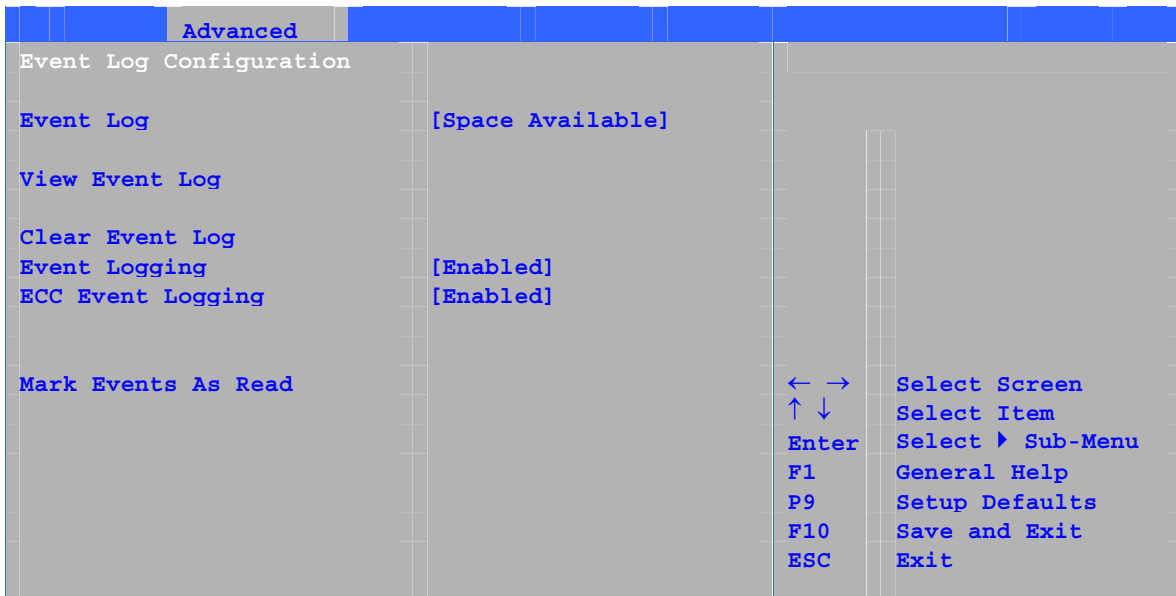 Advanced
Event Log Configuration
Event Log [Space Available]
View Event Log
Clear Event Log
Event Logging [Enabled]
ECC Event Logging [Enabled]
Mark Events As Read
← → Select Screen
↑ ↓ Select Item
Enter Select ▶ Sub-Menu
F1 General Help
P9 Setup Defaults
F10 Save and Exit
ESC Exit